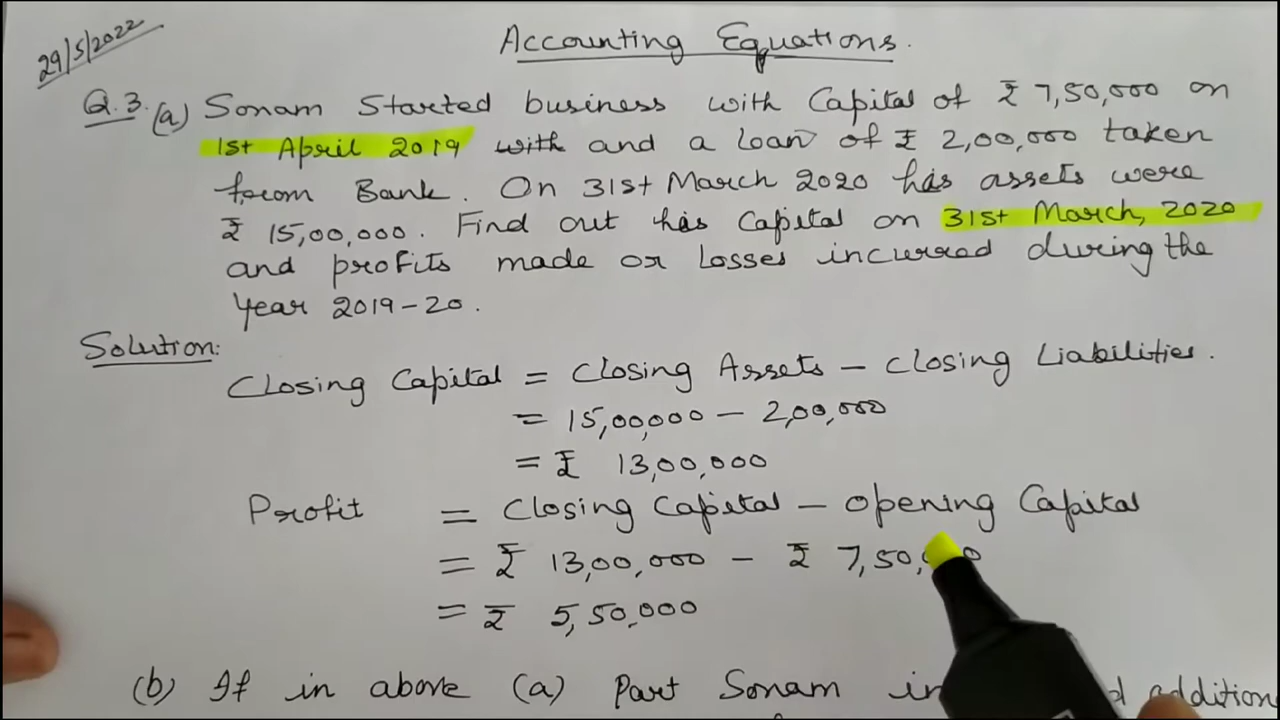 29/5/2022
Accounting Equations.
Q.3. (a) Sonam Started business with Capital of ₹ 7,50,000 on
1st April 2019 with and a loan of ₹ 2,00,000 taken
from Bank. On 31st March 2020 his assets were
₹ 15,00,000. Find out his Capital on 31st March, 2020
and profits made or losses incurred during the
Year 2019-20.
Solution:
Closing Capital = Closing Assets - Closing Liabilities.
= 15,00,000 - 2,00,000
= ₹ 13,00,000
Profit = Closing Capital - Opening Capital
= ₹ 13,00,000 - ₹ 7,50,
= ₹ 5,50,000
(b) If in above (a) Part Sonam addition